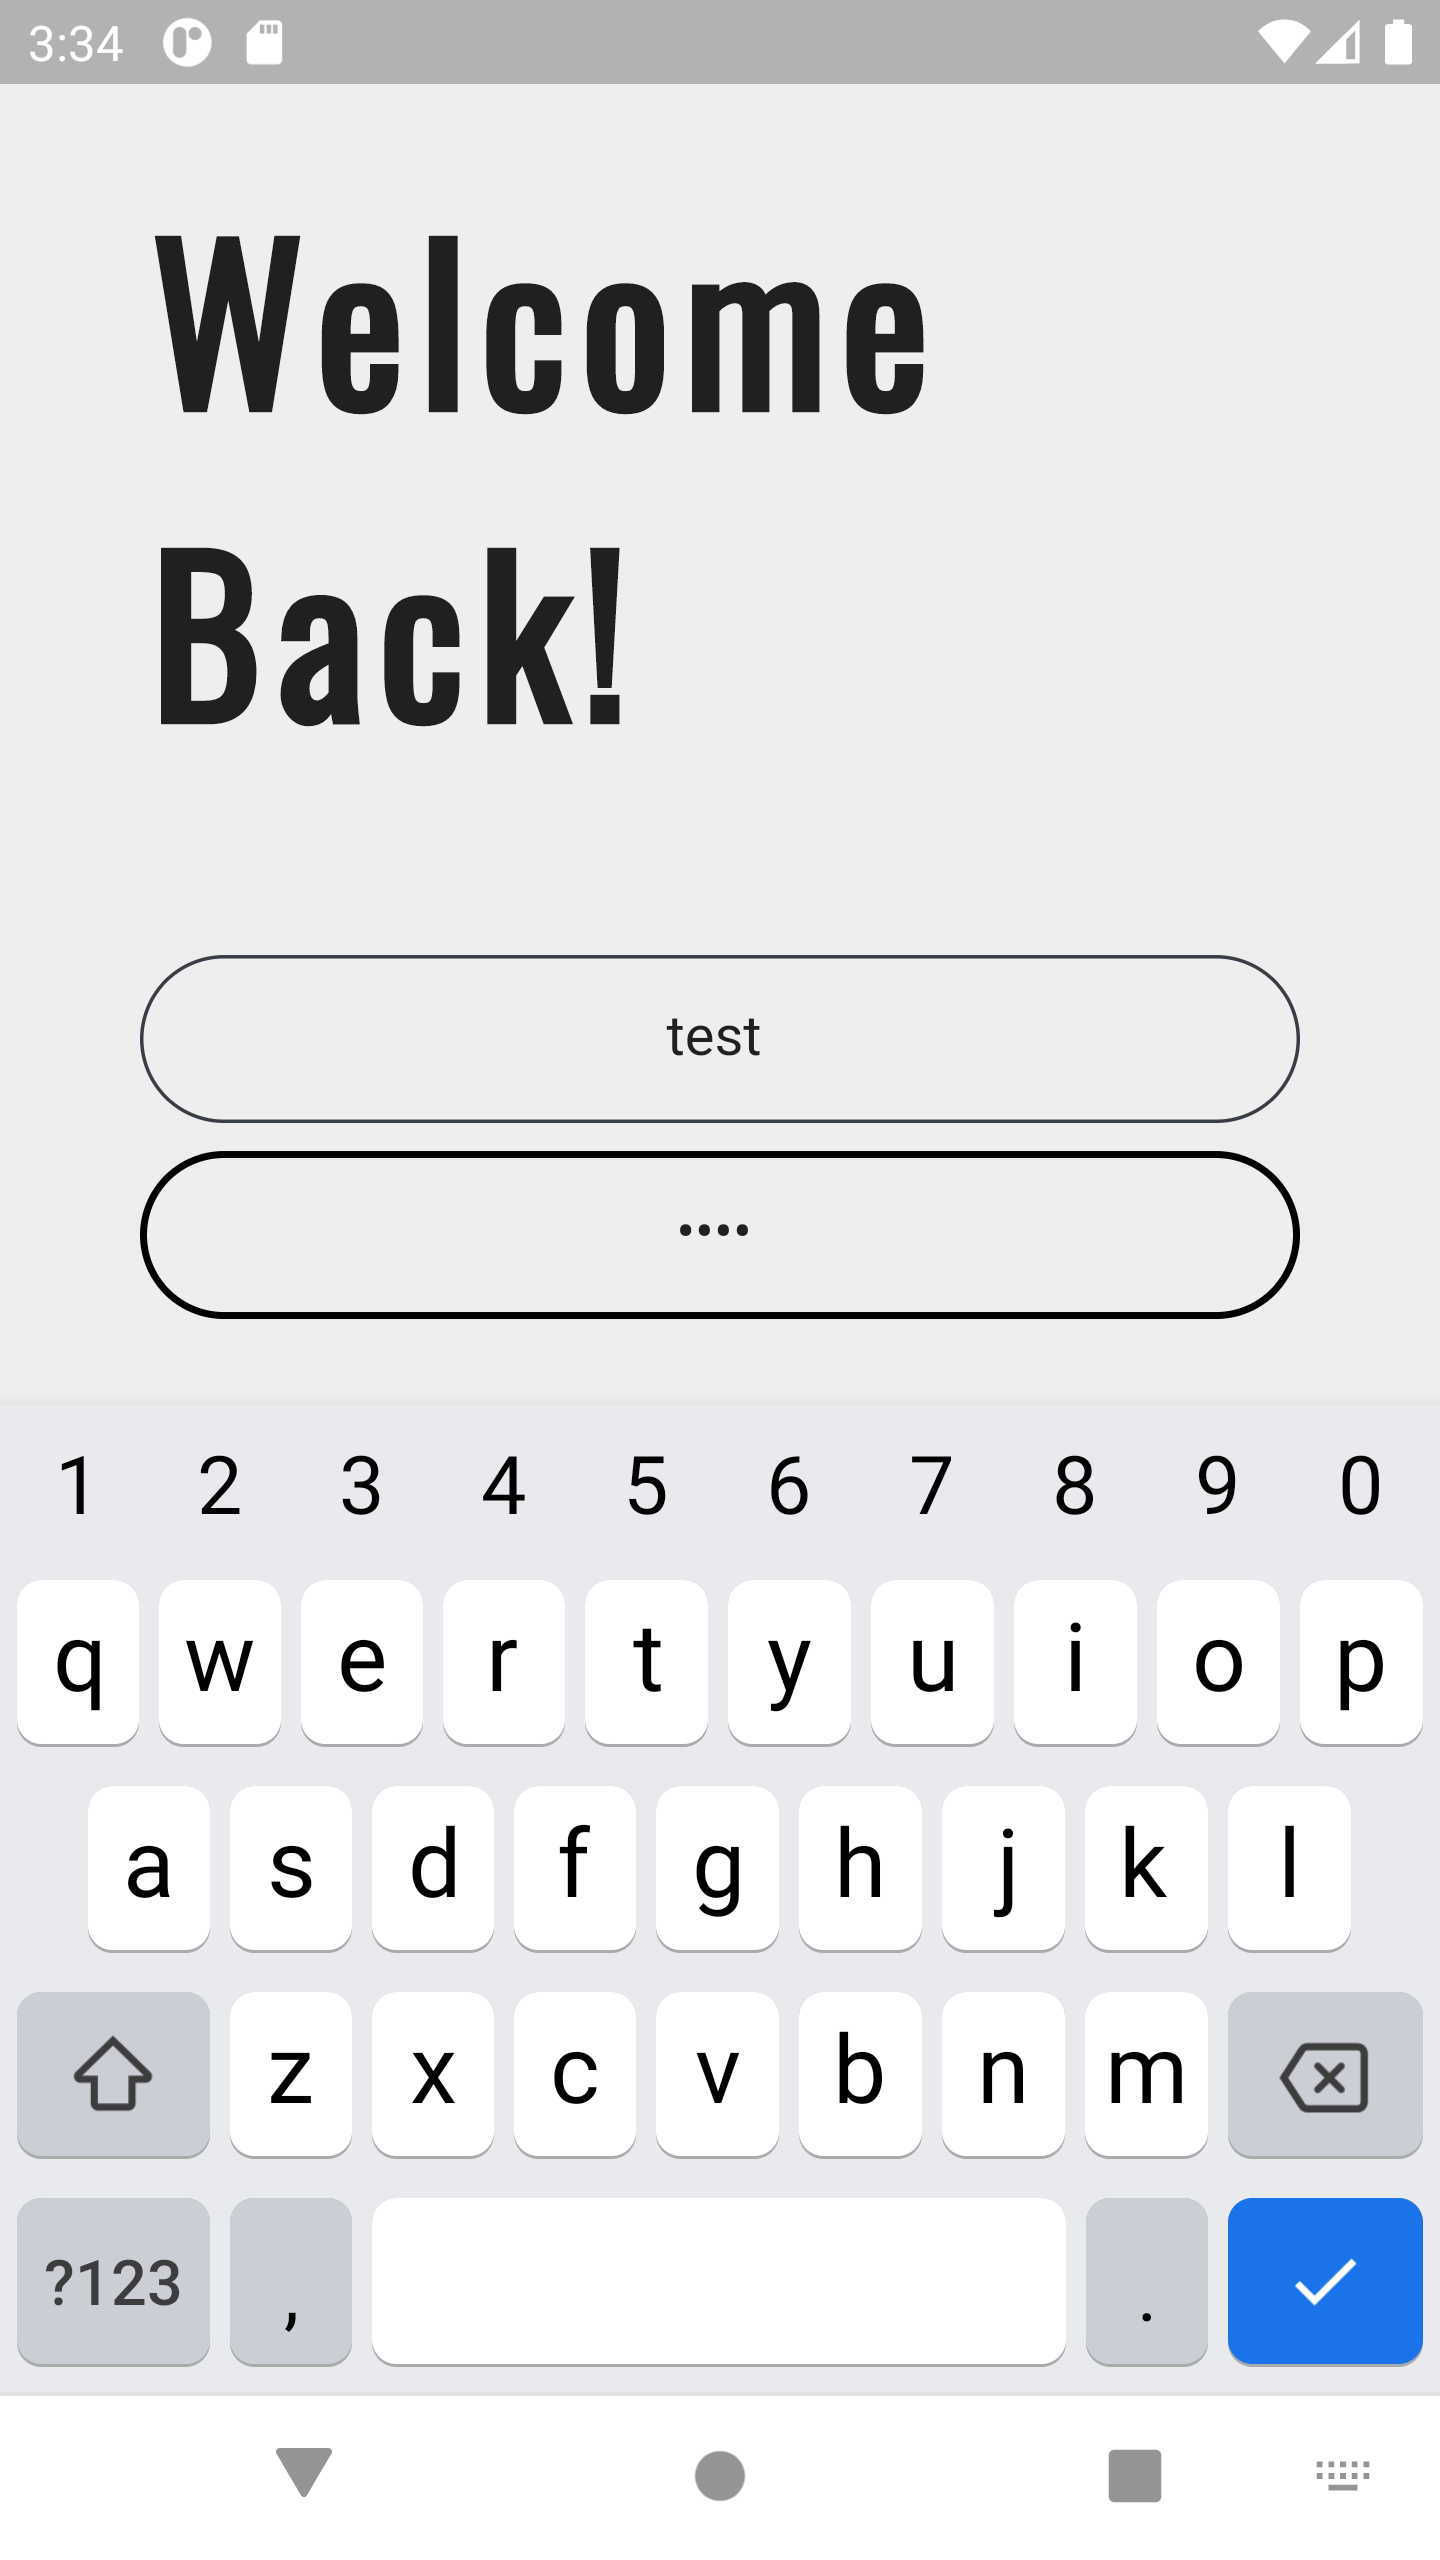 3:34
Welcome
Back!
test
••••
1 2 3 4 5 6 7 8 9 0
q w e r t y u i o p
a s d f g h j k l
z x c v b n m
?123 , .